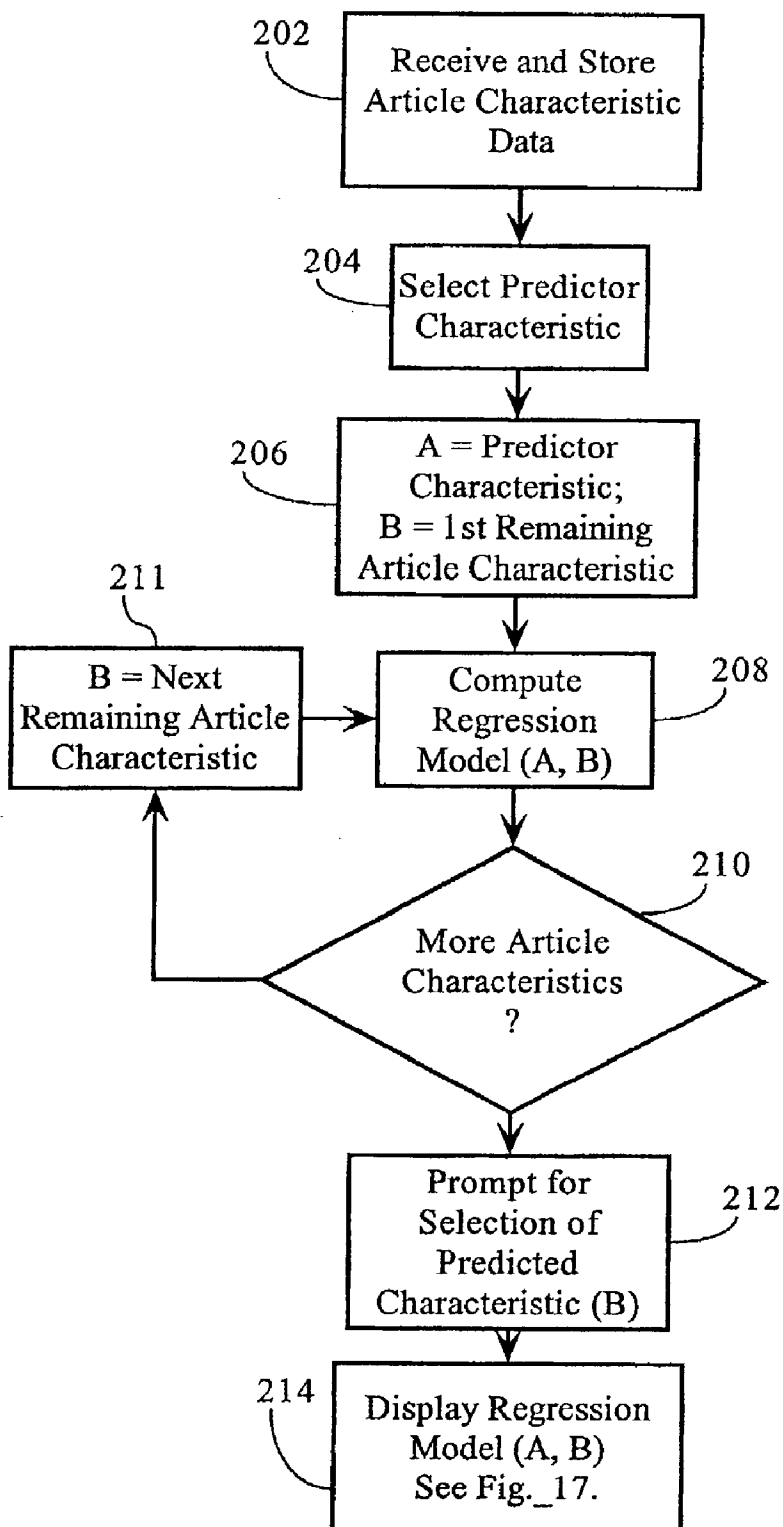 202
Receive and Store
Article Characteristic
Data
204
Select Predictor
Characteristic
206
A = Predictor
Characteristic;
B = 1st Remaining
Article Characteristic
211
B = Next
Remaining Article
Characteristic
Compute
Regression
Model (A, B)
208
210
More Article
Characteristics
?
Prompt for
Selection of
Predicted
Characteristic (B)
212
214
Display Regression
Model (A, B)
See Fig._17.